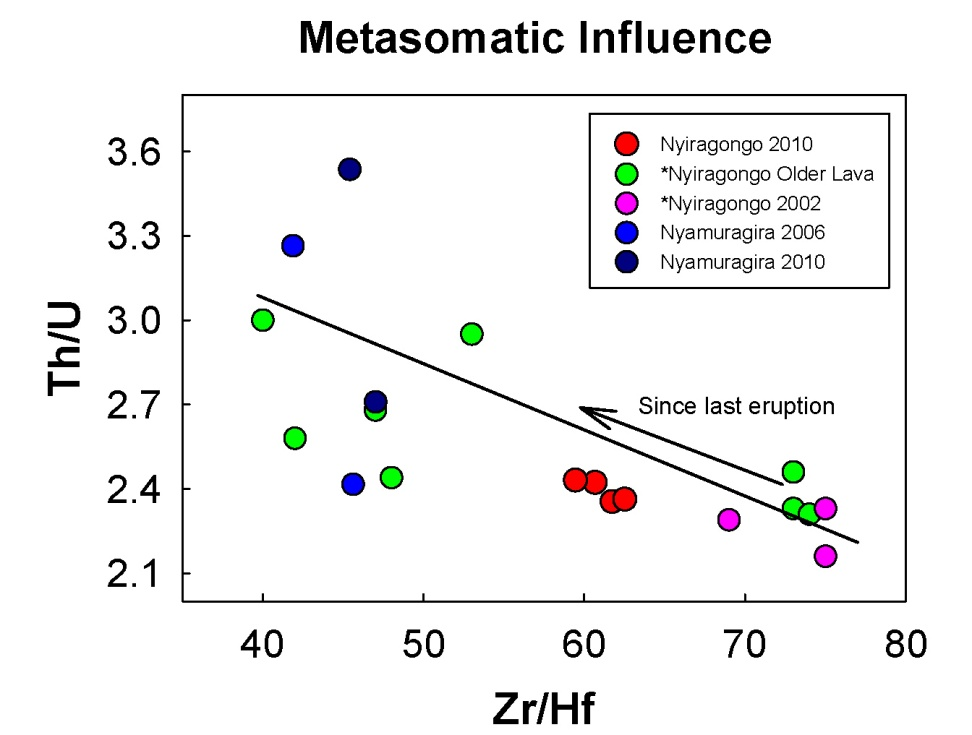 Metasomatic Influence
3.6
3.3
3.0
2.7
2.4
2.1
Th/U
Nyiragongo 2010
*Nyiragongo Older Lava
*Nyiragongo 2002
Nyamuragira 2006
Nyamuragira 2010
Since last eruption
40 50 60 70 80
Zr/Hf